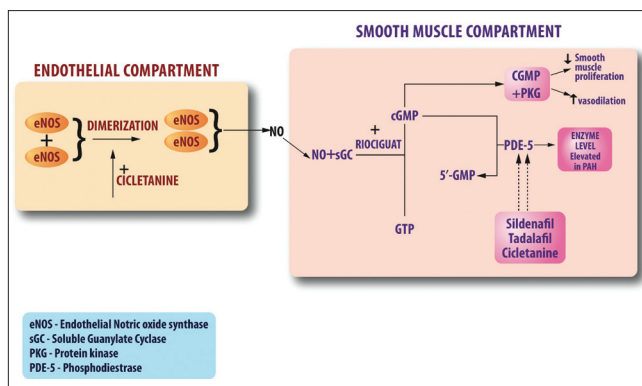 SMOOTH MUSCLE COMPARTMENT
ENDOTHELIAL COMPARTMENT
eNOS
+
eNOS
DIMERIZATION
+
CICLETANINE
eNOS
eNOS
NO
NO+sGC
+
RIOCIGUAT
cGMP
GTP
5'-GMP
PDE-5
CGMP
+PKG
Smooth
muscle
proliferation
vasodilation
ENZYME
LEVEL
Elevated
in PAH
Sildenafil
Tadalafil
Cicletanine
eNOS - Endothelial Notric oxide synthase
sGC - Soluble Guanylate Cyclase
PKG - Protein kinase
PDE-5 - Phosphodiestrase